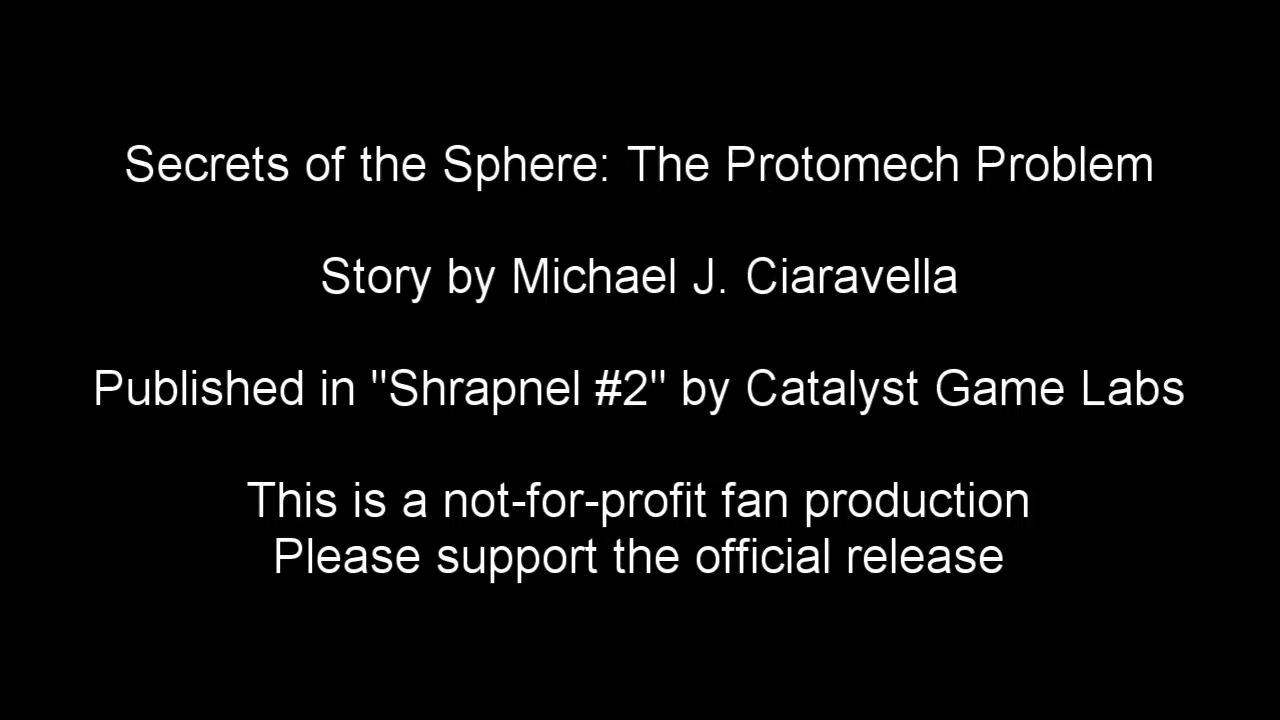 Secrets of the Sphere: The Protomech Problem
Story by Michael J. Ciaravella
Published in "Shrapnel #2" by Catalyst Game Labs
This is a not-for-profit fan production
Please support the official release